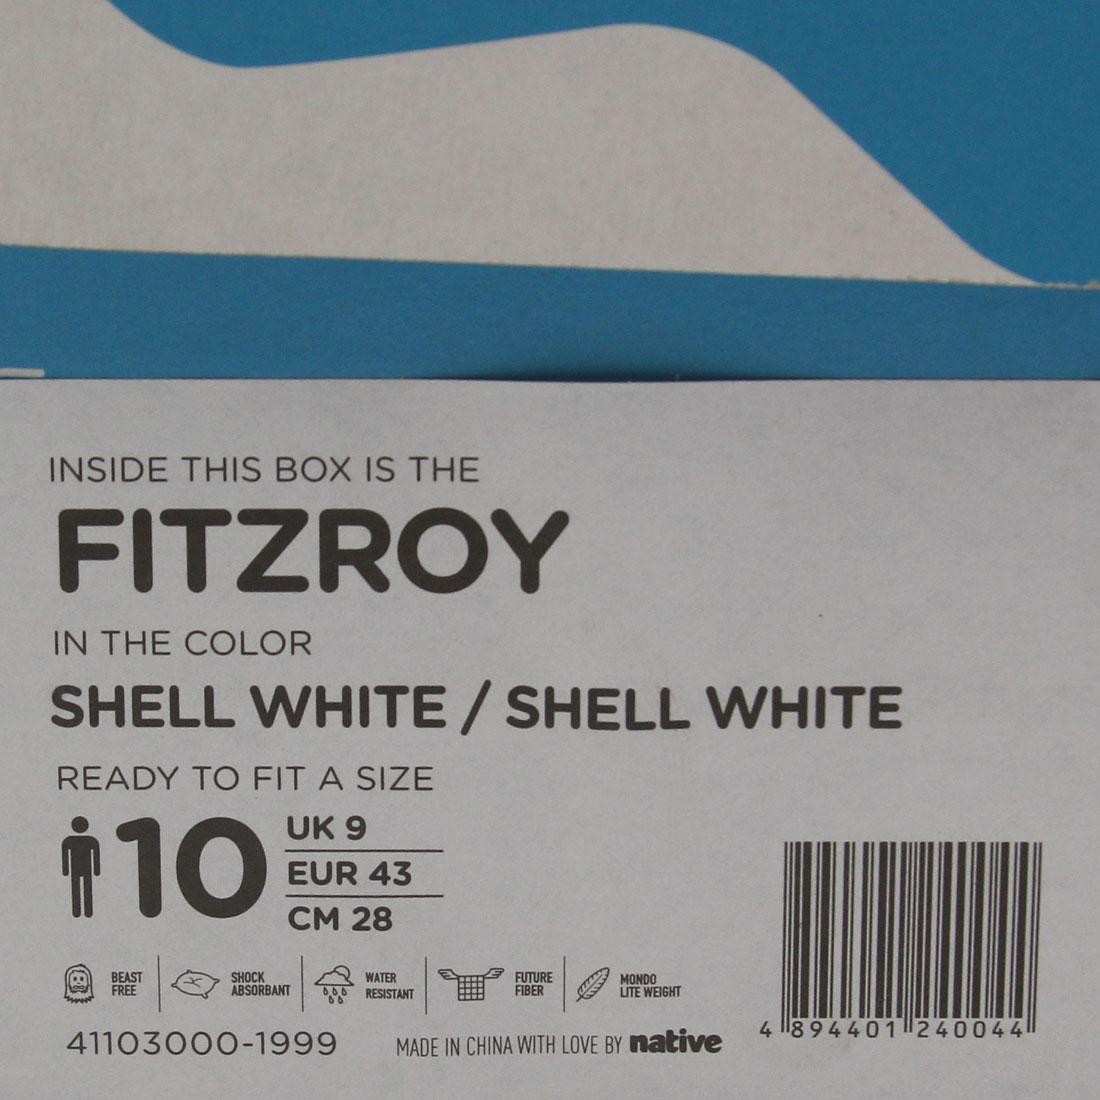 INSIDE THIS BOX IS THE
FITZROY
IN THE COLOR
SHELL WHITE / SHELL WHITE
READY TO FIT A SIZE
10
UK 9
EUR 43
CM 28
BEAST
FREE
SHOCK
ABSORBANT
WATER
RESISTANT
FUTURE
FIBER
MONDO
LITE WEIGHT
41103000-1999
MADE IN CHINA WITH LOVE BY native
4 894401 240044